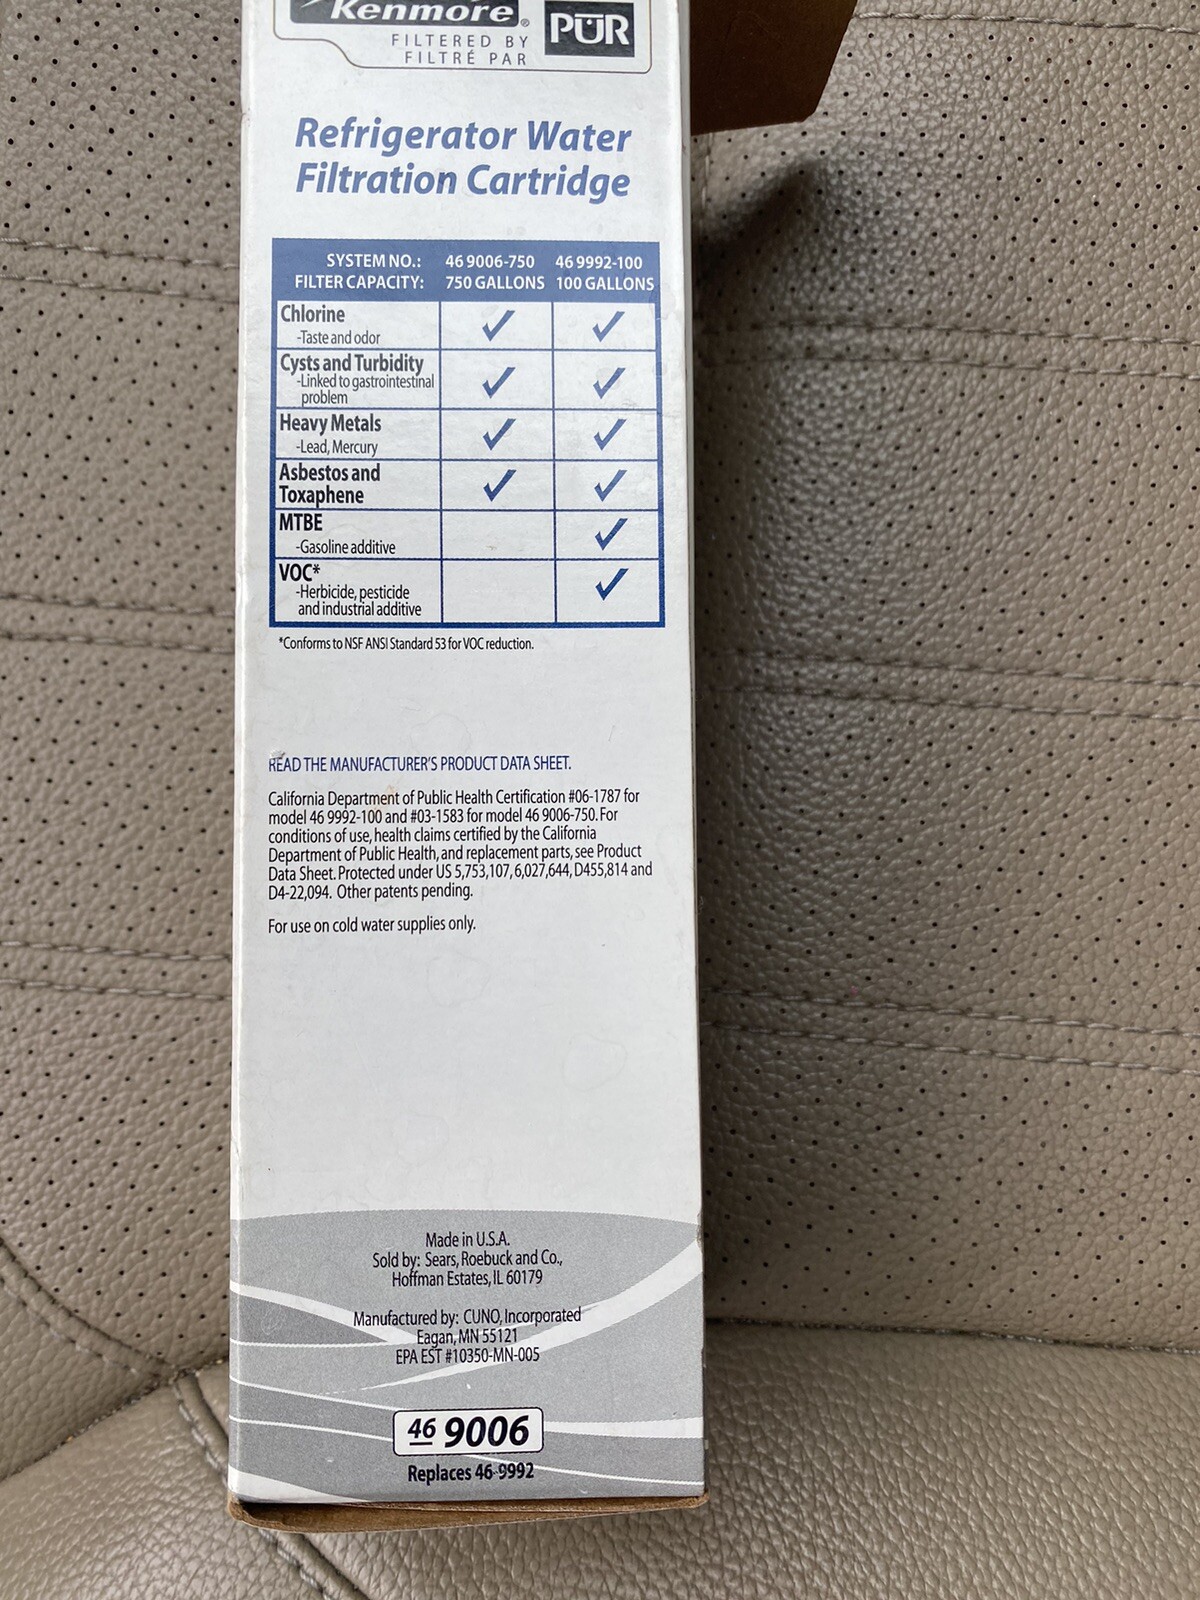 Kenmore®
PŪR
FILTERED BY
FILTRÉ PAR
Refrigerator Water
Filtration Cartridge
SYSTEM NO.: 46 9006-750 46 9992-100
FILTER CAPACITY: 750 GALLONS 100 GALLONS
Chlorine ✓ ✓
-Taste and odor
Cysts and Turbidity ✓ ✓
-Linked to gastrointestinal
problem
Heavy Metals ✓ ✓
-Lead, Mercury
Asbestos and ✓ ✓
Toxaphene
MTBE ✓
-Gasoline additive
VOC* ✓
-Herbicide, pesticide
and industrial additive
*Conforms to NSF ANSI Standard 53 for VOC reduction.
READ THE MANUFACTURER'S PRODUCT DATA SHEET.
California Department of Public Health Certification #06-1787 for
model 46 9992-100 and #03-1583 for model 46 9006-750. For
conditions of use, health claims certified by the California
Department of Public Health, and replacement parts, see Product
Data Sheet. Protected under US 5,753,107, 6,027,644, D455,814 and
D4-22,094. Other patents pending.
For use on cold water supplies only.
Made in U.S.A.
Sold by: Sears, Roebuck and Co.,
Hoffman Estates, IL 60179
Manufactured by: CUNO, Incorporated
Eagan, MN 55121
EPA EST #10350-MN-005
46 9006
Replaces 46-9992